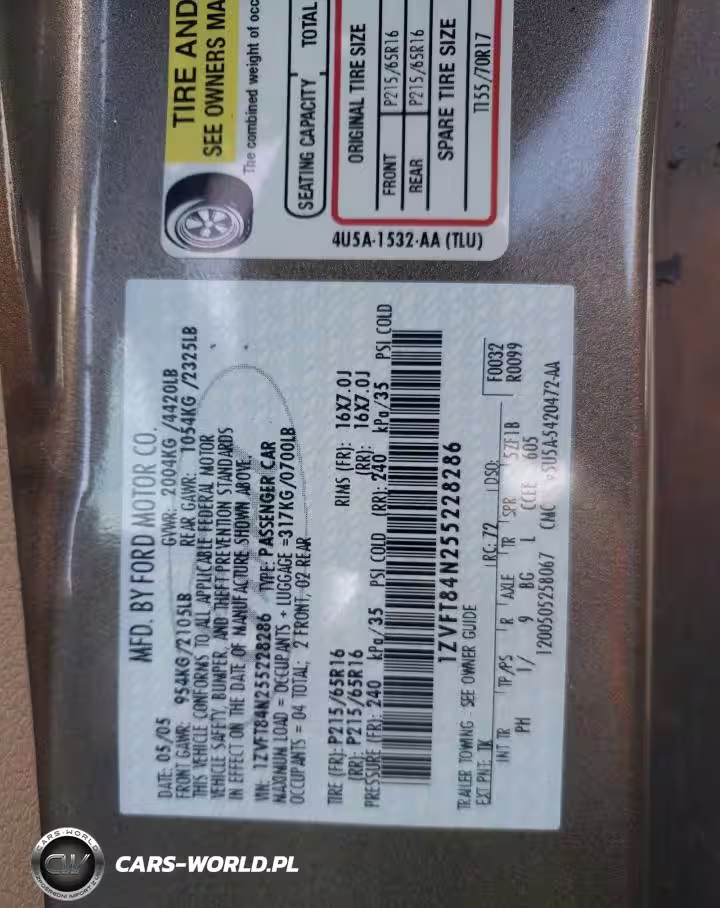 TIRE AND
SEE OWNERS MA
The combined weight of occ
SEATING CAPACITY
TOTAL
ORIGINAL TIRE SIZE
FRONT P215/65R16
REAR P215/65R16
SPARE TIRE SIZE
T155/70R17
4U5A-1532-AA (TLU)
MFD. BY FORD MOTOR CO.
DATE: 05/05 GVWR: 2004KG /4420LB
FRONT GAWR: 954KG/2105LB REAR GAWR: 1054KG /2325LB
THIS VEHICLE CONFORMS TO ALL APPLICABLE FEDERAL MOTOR
VEHICLE SAFETY, BUMPER, AND THEFT PREVENTION STANDARDS
IN EFFECT ON THE DATE OF MANUFACTURE SHOWN ABOVE.
VIN: 1ZVFT84N255228286 TYPE: PASSENGER CAR
MAXIMUM LOAD = OCCUPANTS + LUGGAGE =317KG/0700LB
OCCUPANTS = 04 TOTAL: 2 FRONT, 02 REAR
TIRE (FR): P215/65R16 RIMS (FR): 16X7.0J
(RR): P215/65R16 (RR): 16X7.0J
PRESSURE (FR): 240 kPa/35 PSI COLD (RR): 240 kPa/35 PSI COLD
1ZVFT84N255228286
TRAILER TOWING - SEE OWNER GUIDE F0032
EXT PNT: TK RC: 72 DSO: R0099
INT TR TP/PS R AXLE TR SPR 5ZF1B
PH 1/ 9 BG L CCEE 605
1200505258067 CMC 5U5A-5420472-AA
CARS-WORLD
CW
CARS-WORLD.PL